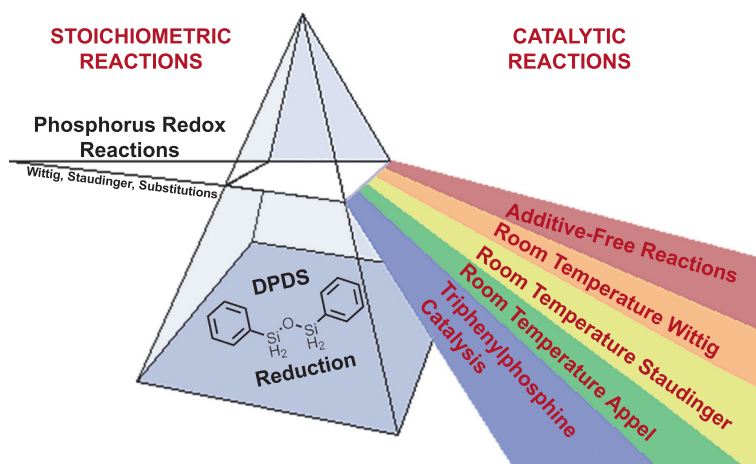 STOICHIOMETRIC
REACTIONS
CATALYTIC
REACTIONS
Phosphorus Redox
Reactions
Wittig, Staudinger, Substitutions
DPDS
Si
H2
O
Si
H2
Reduction
Additive-Free Reactions
Room Temperature Wittig
Room Temperature Staudinger
Room Temperature Appel
Triphenylphosphine
Catalysis